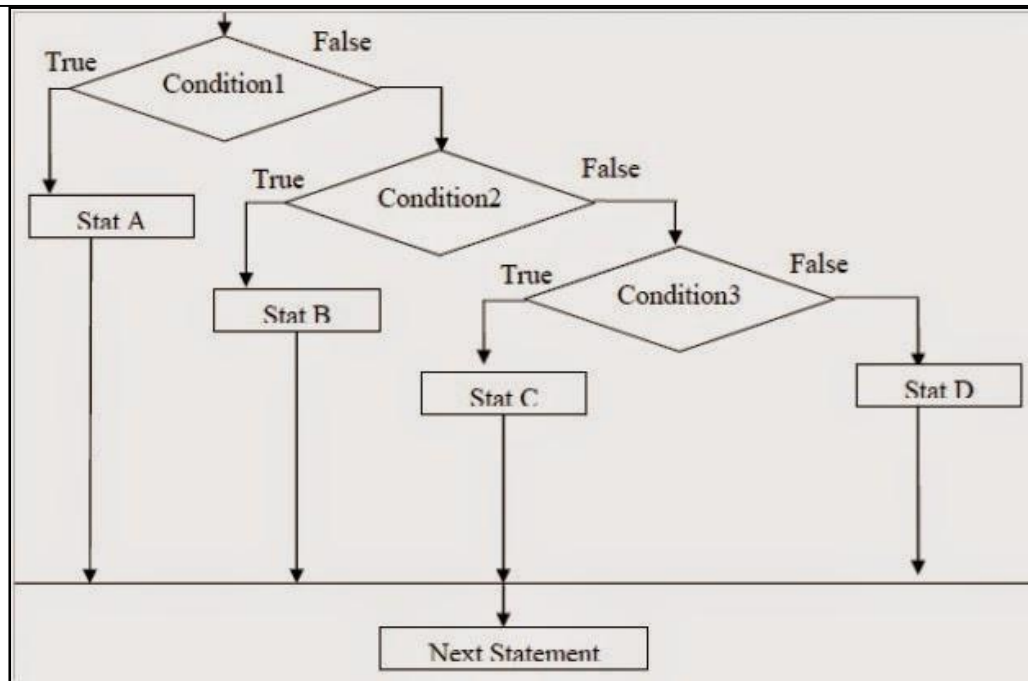 False
True
Condition1
True
False
Condition2
Stat A
True
False
Condition3
Stat B
Stat C
Stat D
Next Statement